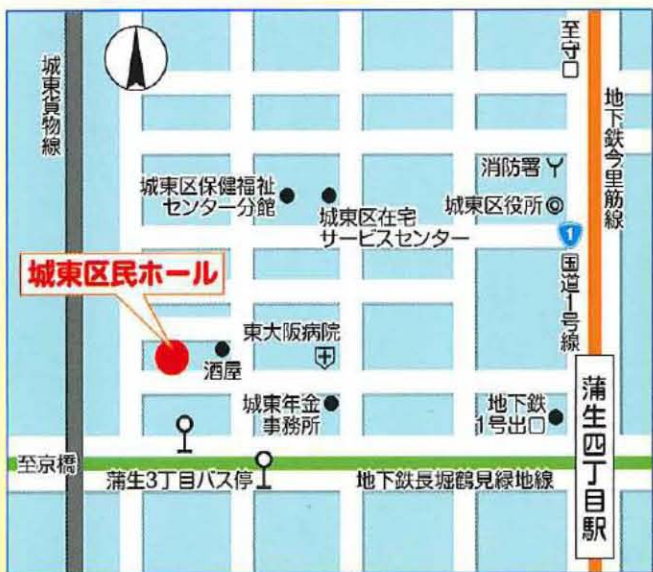 城東貨物線
至守口
地下鉄今里筋線
消防署
城東区保健福祉
センター分館
城東区在宅
サービスセンター
城東区役所
1
国道1号線
城東区民ホール
酒屋
東大阪病院
城東年金
事務所
地下鉄
1号出口
蒲生四丁目駅
至京橋
蒲生3丁目バス停
地下鉄長堀鶴見緑地線